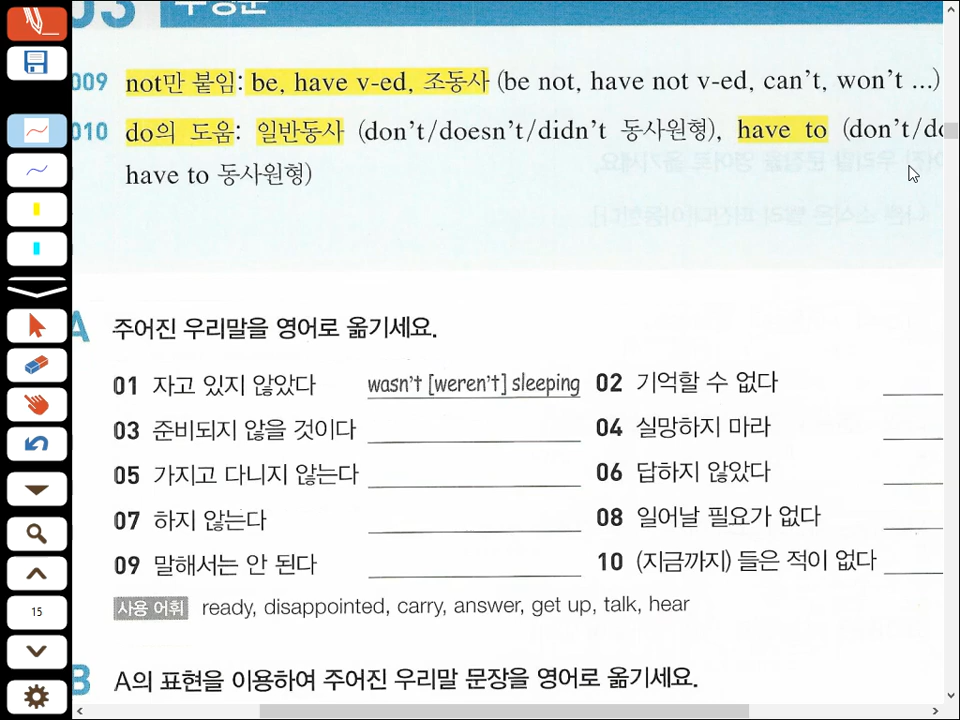 009 not만 붙임: be, have v-ed, 조동사 (be not, have not v-ed, can't, won't ...)
010 do의 도움: 일반동사 (don't/doesn't/didn't 동사원형), have to (don't/do
have to 동사원형)
A 주어진 우리말을 영어로 옮기세요.
01 자고 있지 않았다 wasn't [weren't] sleeping 02 기억할 수 없다
03 준비되지 않을 것이다 04 실망하지 마라
05 가지고 다니지 않는다 06 답하지 않았다
07 하지 않는다 08 일어날 필요가 없다
09 말해서는 안 된다 10 (지금까지) 들은 적이 없다
사용 어휘 ready, disappointed, carry, answer, get up, talk, hear
15
B A의 표현을 이용하여 주어진 우리말 문장을 영어로 옮기세요.